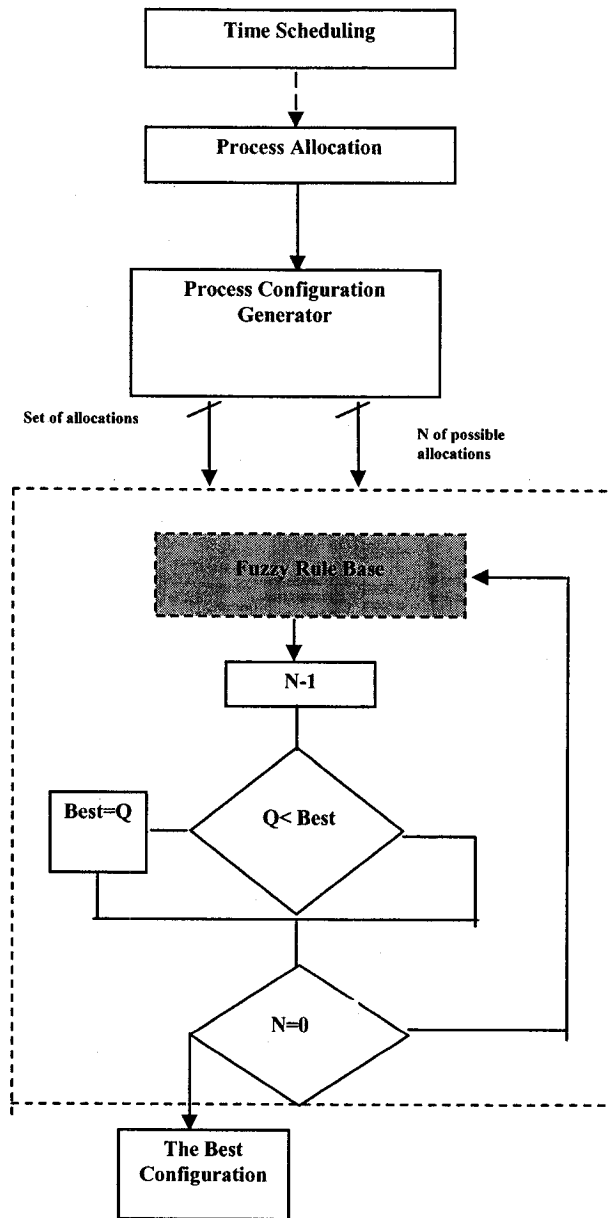 Time Scheduling
Process Allocation
Process Configuration
Generator
Set of allocations
N of possible
allocations
Fuzzy Rule Base
N-1
Best=Q
Q< Best
N=0
The Best
Configuration